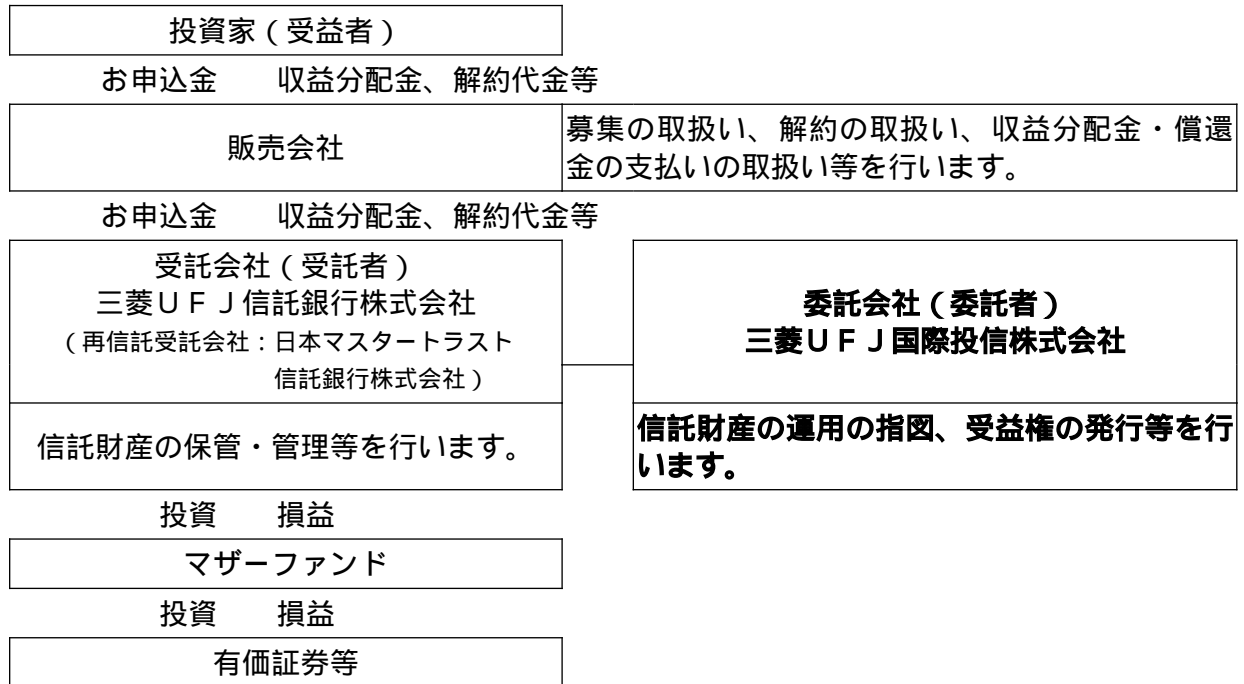 投資家(受益者)
お申込金　収益分配金、解約代金等
販売会社
募集の取扱い、解約の取扱い、収益分配金・償還
金の支払いの取扱い等を行います。
お申込金　収益分配金、解約代金等
受託会社(受託者)
三菱UFJ信託銀行株式会社
(再信託受託会社:日本マスタートラスト
信託銀行株式会社)
委託会社(委託者)
三菱UFJ国際投信株式会社
信託財産の保管・管理等を行います。
信託財産の運用の指図、受益権の発行等を行
います。
投資　損益
マザーファンド
投資　損益
有価証券等